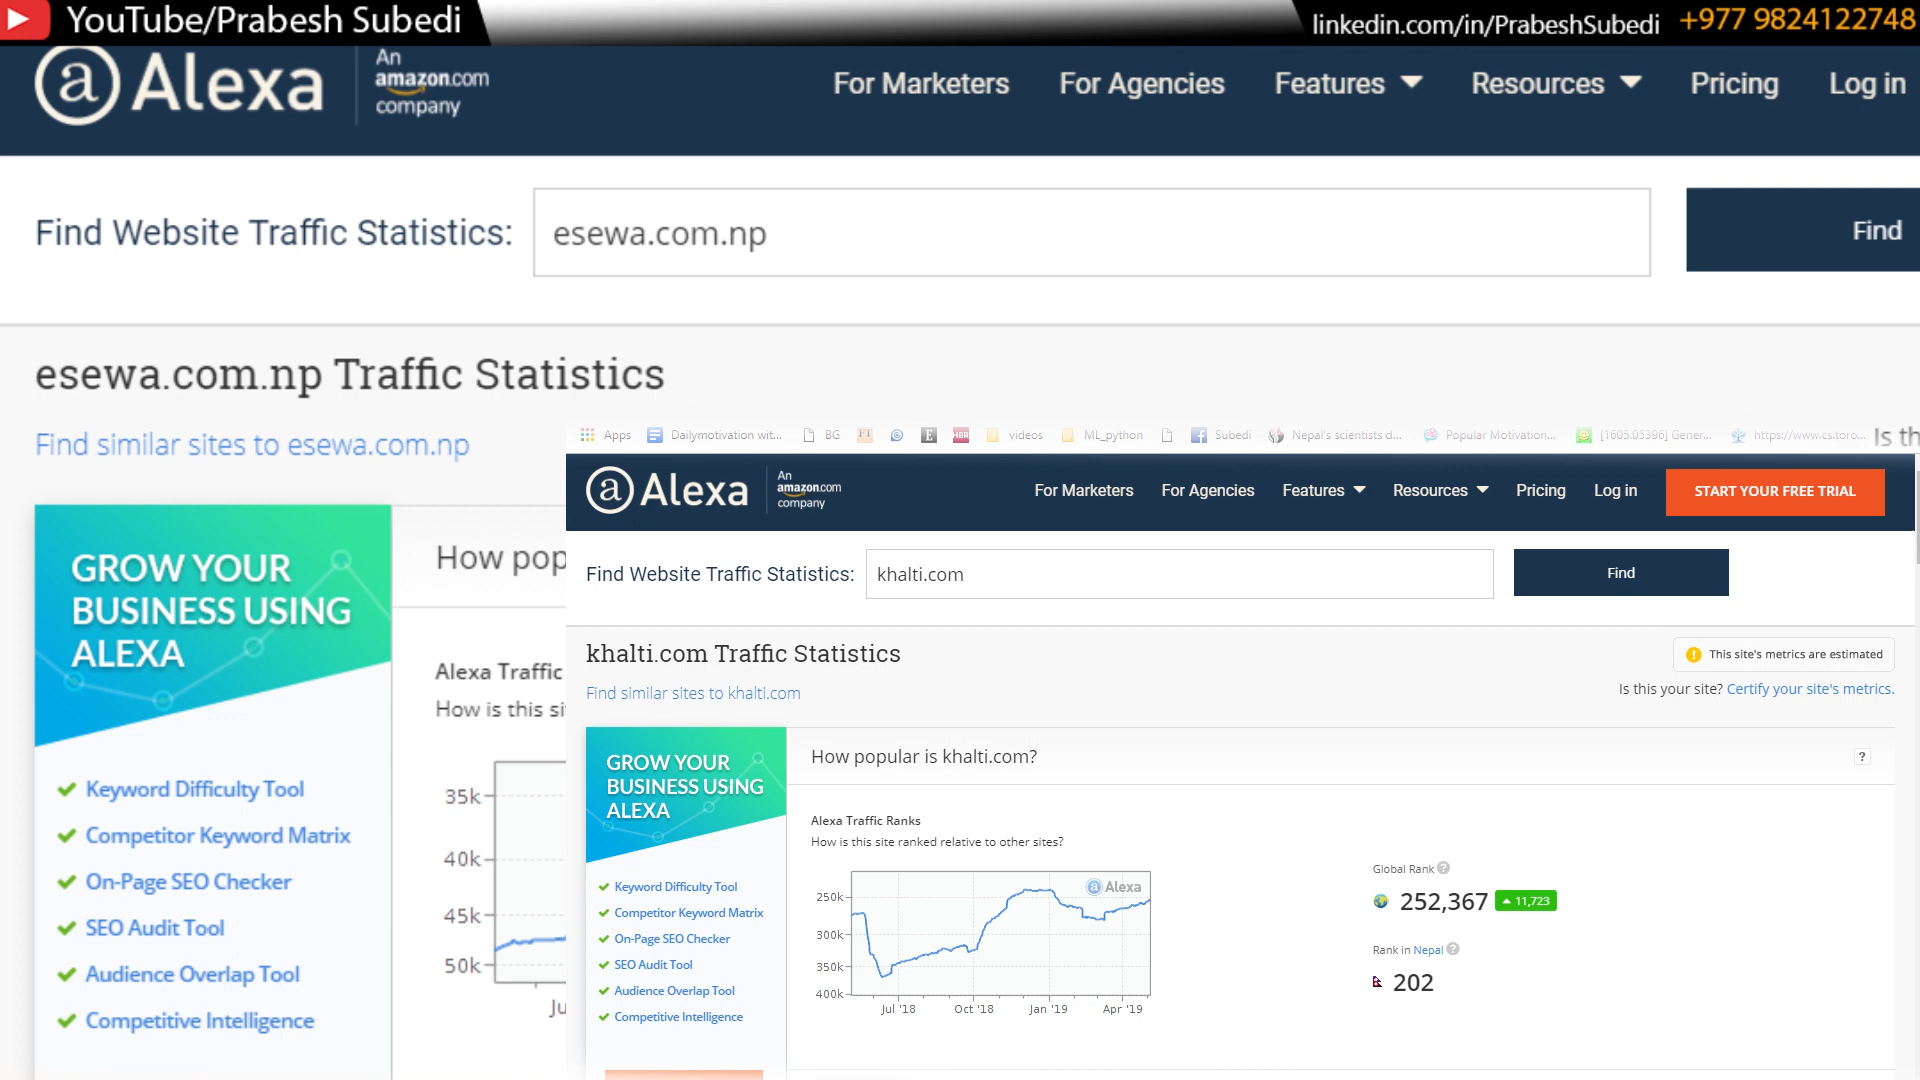 YouTube/Prabesh Subedi
linkedin.com/in/PrabeshSubedi
+977 9824122748
a Alexa
An
amazon.com
company
For Marketers
For Agencies
Features
Resources
Pricing
Log in
Find Website Traffic Statistics:
esewa.com.np
Find
esewa.com.np Traffic Statistics
Find similar sites to esewa.com.np
Is th
GROW YOUR
BUSINESS USING
ALEXA
Keyword Difficulty Tool
Competitor Keyword Matrix
On-Page SEO Checker
SEO Audit Tool
Audience Overlap Tool
Competitive Intelligence
How pop
Alexa Traffic
How is this si
35k
40k
45k
50k
Ju
Apps
Dailymotivation wit...
BG
FT
E
HBR
videos
ML_python
Subedi
Nepal's scientists d...
Popular Motivation...
[1605.05396] Gener...
https://www.cs.toro...
a Alexa
An
amazon.com
company
For Marketers
For Agencies
Features
Resources
Pricing
Log in
START YOUR FREE TRIAL
Find Website Traffic Statistics:
khalti.com
Find
khalti.com Traffic Statistics
This site's metrics are estimated
Find similar sites to khalti.com
Is this your site? Certify your site's metrics.
GROW YOUR
BUSINESS USING
ALEXA
Keyword Difficulty Tool
Competitor Keyword Matrix
On-Page SEO Checker
SEO Audit Tool
Audience Overlap Tool
Competitive Intelligence
How popular is khalti.com?
?
Alexa Traffic Ranks
How is this site ranked relative to other sites?
a Alexa
250k
300k
350k
400k
Jul '18
Oct '18
Jan '19
Apr '19
Global Rank ?
252,367
11,723
Rank in Nepal ?
202